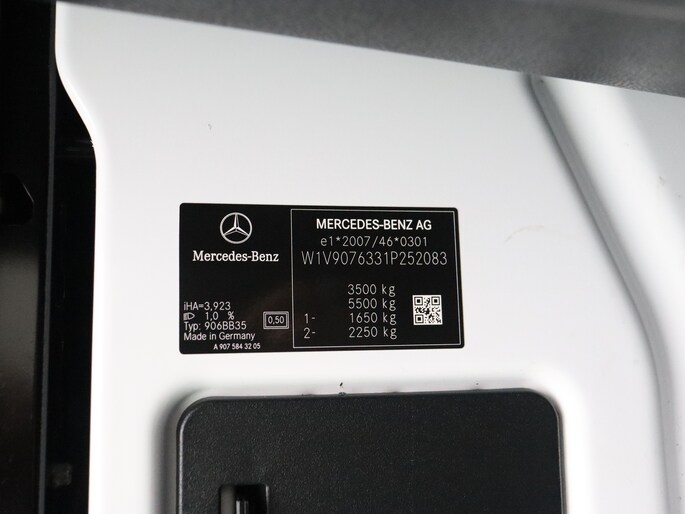 Mercedes-Benz
iHA=3,923
1,0 %
0,50
Typ: 906BB35
Made in Germany
A 907 584 32 05
MERCEDES-BENZ AG
e1*2007/46*0301
W1V9076331P252083
3500 kg
5500 kg
1- 1650 kg
2- 2250 kg